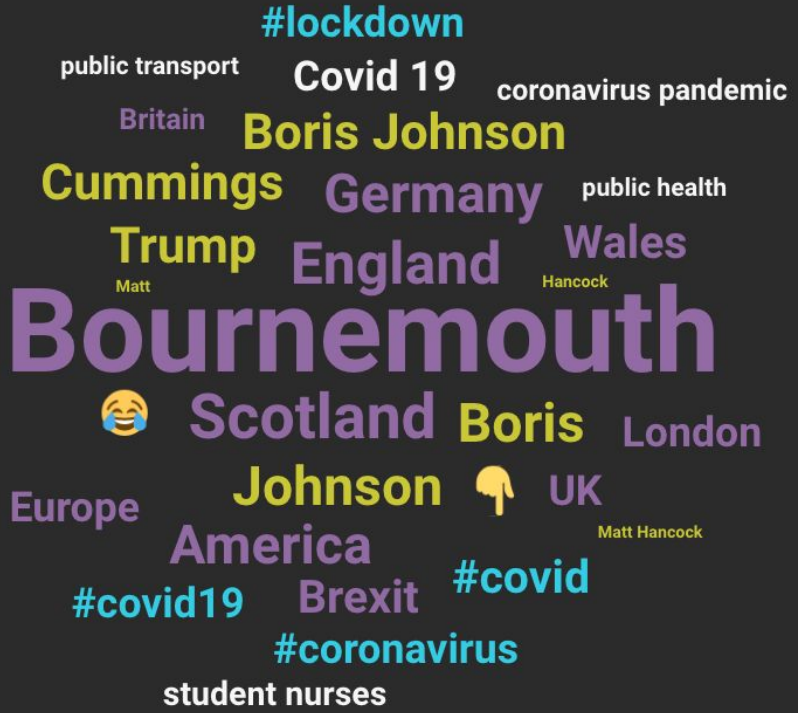 #lockdown
public transport
Covid 19
coronavirus pandemic
Britain
Boris Johnson
Cummings
Germany
public health
Trump
England
Wales
Matt
Hancock
Bournemouth
😂
Scotland
Boris
London
Johnson
👇
UK
Europe
Matt Hancock
America
#covid
#covid19
Brexit
#coronavirus
student nurses